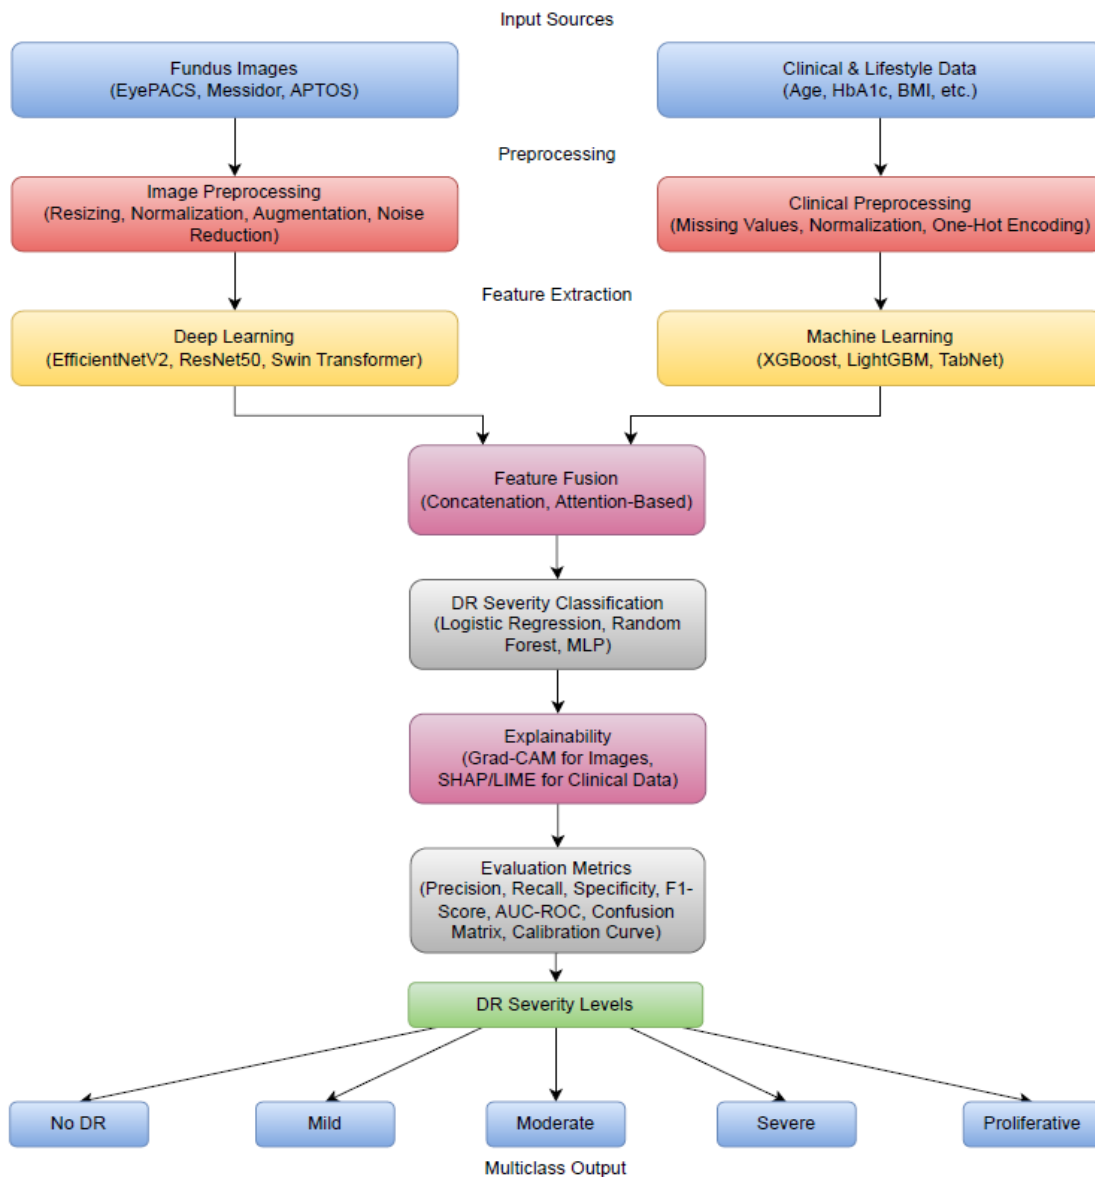 Input Sources
Fundus Images
(EyePACS, Messidor, APTOS)
Clinical & Lifestyle Data
(Age, HbA1c, BMI, etc.)
Preprocessing
Image Preprocessing
(Resizing, Normalization, Augmentation, Noise
Reduction)
Clinical Preprocessing
(Missing Values, Normalization, One-Hot Encoding)
Feature Extraction
Deep Learning
(EfficientNetV2, ResNet50, Swin Transformer)
Machine Learning
(XGBoost, LightGBM, TabNet)
Feature Fusion
(Concatenation, Attention-Based)
DR Severity Classification
(Logistic Regression, Random
Forest, MLP)
Explainability
(Grad-CAM for Images,
SHAP/LIME for Clinical Data)
Evaluation Metrics
(Precision, Recall, Specificity, F1-
Score, AUC-ROC, Confusion
Matrix, Calibration Curve)
DR Severity Levels
No DR
Mild
Moderate
Severe
Proliferative
Multiclass Output